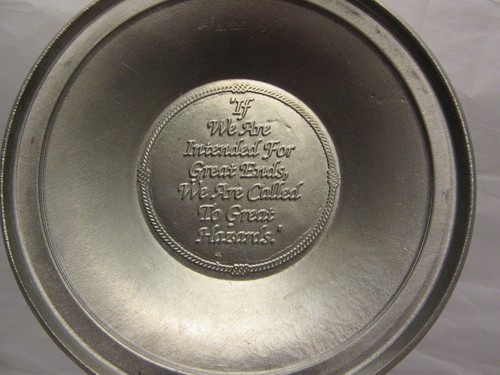 "If
We Are
Intended For
Great Ends,
We Are Called
To Great
Hazards."